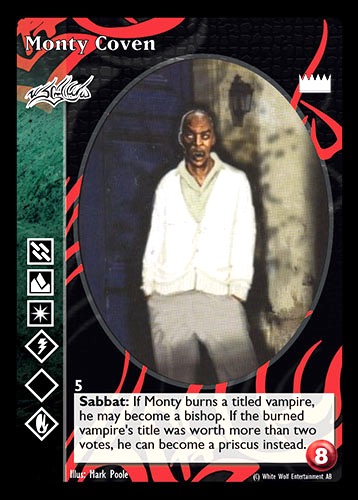 Monty Coven
5
Sabbat: If Monty burns a titled vampire,
he may become a bishop. If the burned
vampire's title was worth more than two
votes, he can become a priscus instead.
8
Illus: Mark Poole
(C) White Wolf Entertainment AB